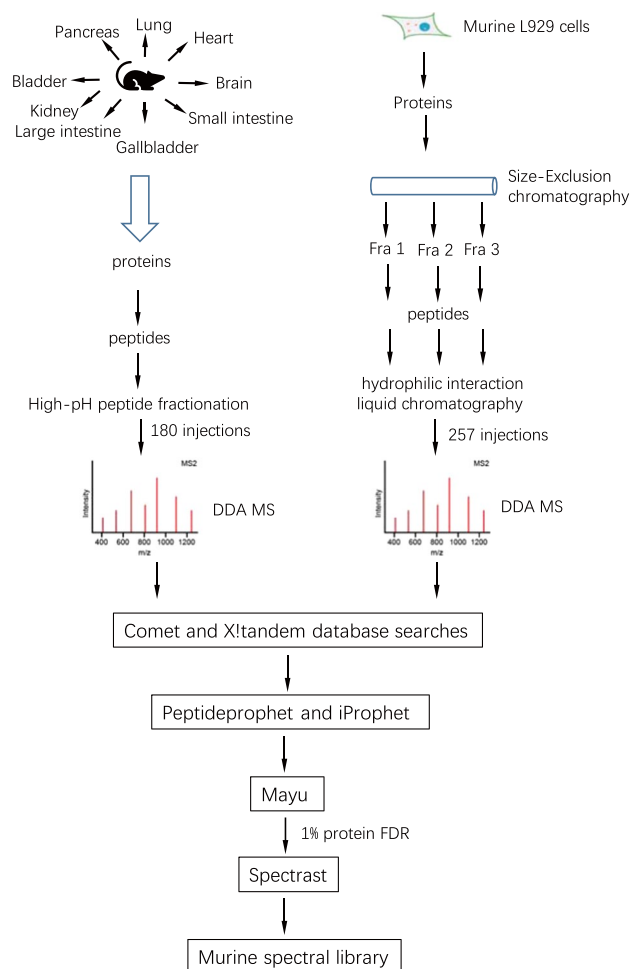 Pancreas
Lung
Heart
Bladder
Brain
Kidney
Large intestine
Small intestine
Gallbladder
proteins
peptides
High-pH peptide fractionation
180 injections
MS2
Intensity
400 600 800 1000 1200
m/z
DDA MS
Murine L929 cells
Proteins
Size-Exclusion
chromatography
Fra 1 Fra 2 Fra 3
peptides
hydrophilic interaction
liquid chromatography
257 injections
MS2
Intensity
400 600 800 1000 1200
m/z
DDA MS
Comet and X!tandem database searches
Peptideprophet and iProphet
Mayu
1% protein FDR
Spectrast
Murine spectral library